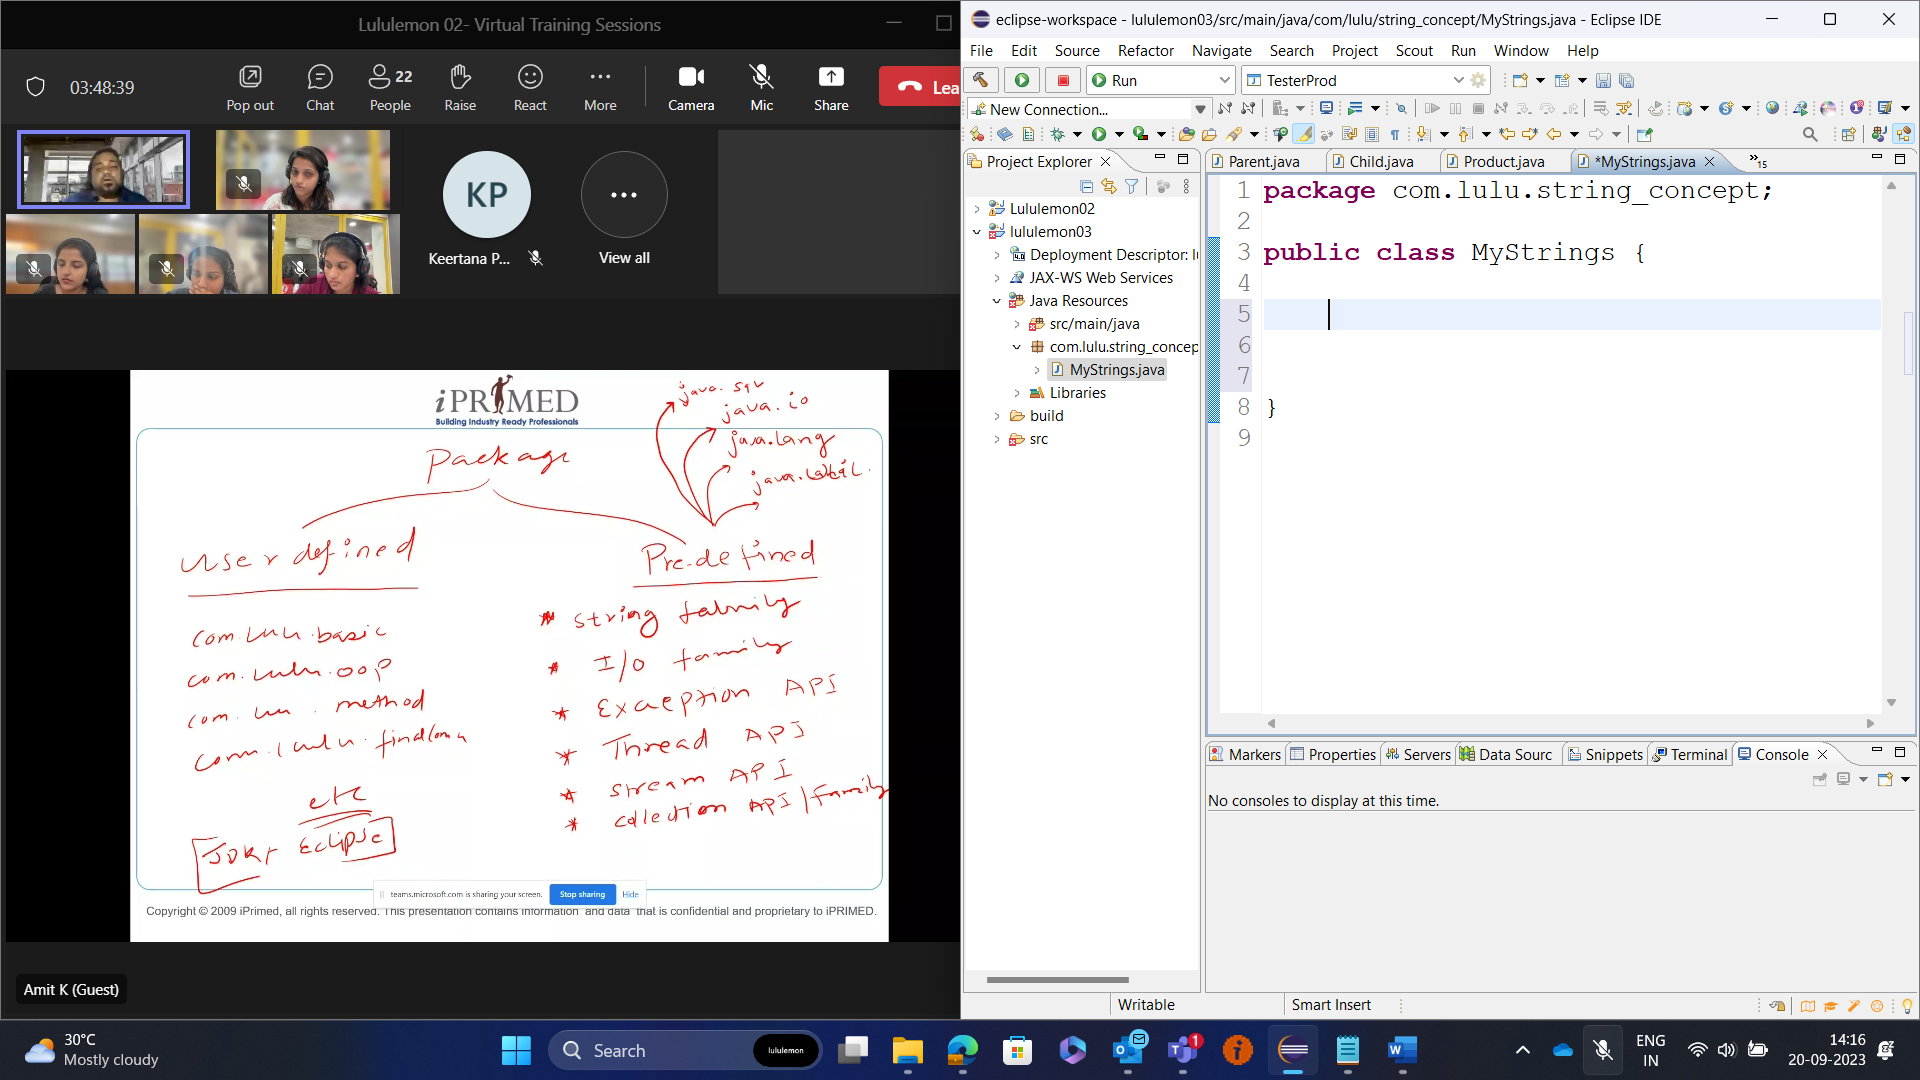 Lululemon 02- Virtual Training Sessions
03:48:39
Pop out
Chat
22
People
Raise
React
More
Camera
Mic
Share
Lea
KP
Keertana P...
View all
iPRIMED
Building Industry Ready Professionals
java.io
java.lang
Package
User defined
Pre-defined
com.lulu.basic
com.lulu.oop
method
etc
Eclipse
* String family
* I/O family
* Exception API
* Thread API
* Stream API
* Collection API/family
teams.microsoft.com is sharing your screen.
Stop sharing
Hide
Copyright © 2009 iPrimed, all rights reserved. This presentation contains information and data that is confidential and proprietary to iPRIMED.
Amit K (Guest)
eclipse-workspace - lululemon03/src/main/java/com/lulu/string_concept/MyStrings.java - Eclipse IDE
File Edit Source Refactor Navigate Search Project Scout Run Window Help
Run
TesterProd
New Connection...
Project Explorer
Lululemon02
lululemon03
Deployment Descriptor: lu
JAX-WS Web Services
Java Resources
src/main/java
com.lulu.string_concep
MyStrings.java
Libraries
build
src
Parent.java
Child.java
Product.java
*MyStrings.java
»15
1 package com.lulu.string_concept;
2
3 public class MyStrings {
4
5
6
7
8 }
9
Markers Properties Servers Data Sourc Snippets Terminal Console
No consoles to display at this time.
Writable
Smart Insert
30°C
Mostly cloudy
Search
lululemon
1
ENG
IN
14:16
20-09-2023